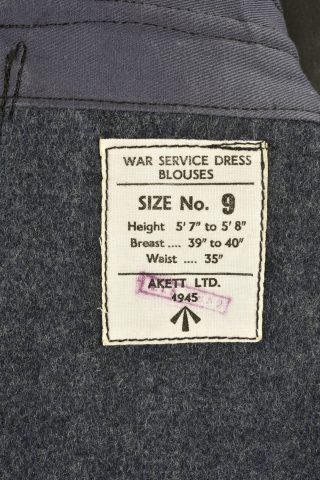 WAR SERVICE DRESS
BLOUSES
SIZE No. 9
Height 5'7" to 5'8"
Breast .... 39" to 40"
Waist .... 35"
AKETT LTD.
1945